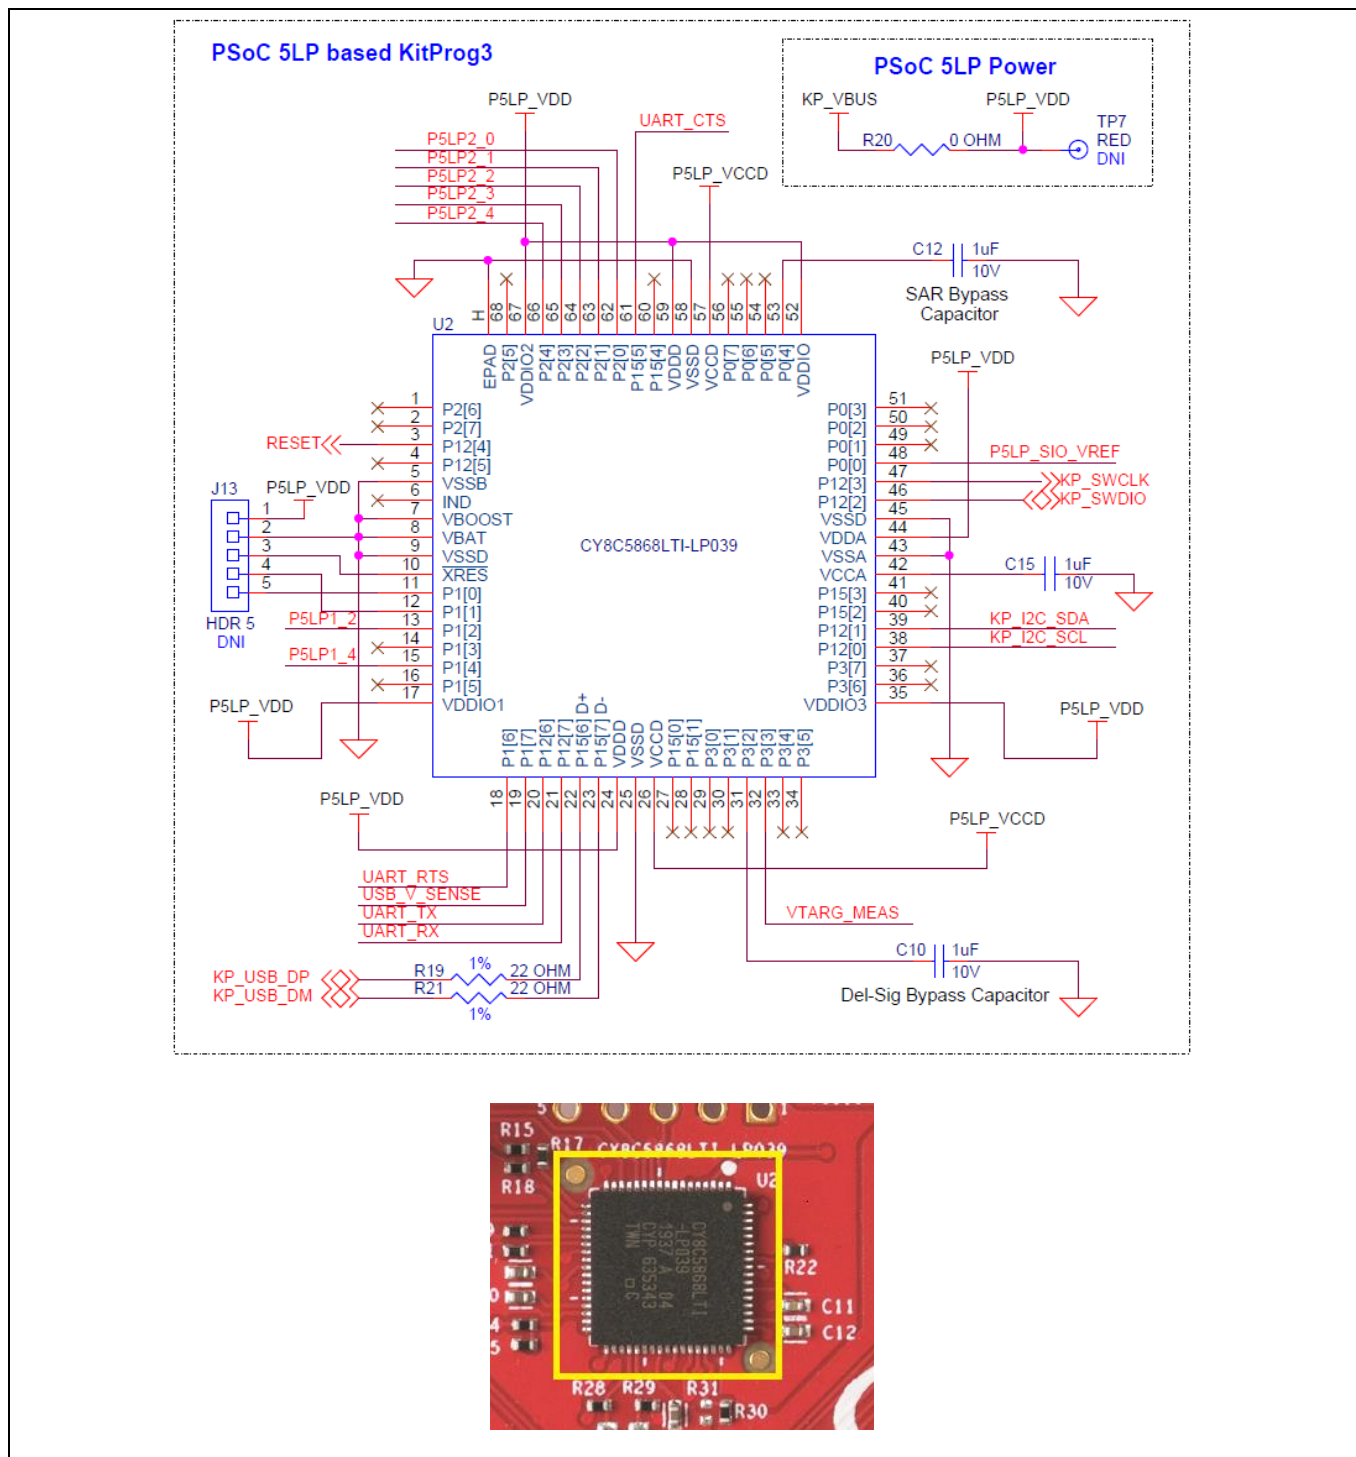 PSoC 5LP based KitProg3
PSoC 5LP Power
KP_VBUS
P5LP_VDD
R20
0 OHM
TP7
RED
DNI
P5LP_VDD
UART_CTS
P5LP2_0
P5LP2_1
P5LP2_2
P5LP2_3
P5LP2_4
P5LP_VCCD
C12
1uF
10V
SAR Bypass
Capacitor
H 68 67 66 65 64 63 62 61 60 59 58 57 56 55 54 53 52
U2
EPAD P2[5] VDDIO2 P2[4] P2[3] P2[2] P2[1] P2[0] P15[5] P15[4] VDDD VSSD VCCD P0[7] P0[6] P0[5] P0[4] VDDIO
P5LP_VDD
1 P2[6]
2 P2[7]
RESET 3 P12[4]
4 P12[5]
5 VSSB
6 IND
7 VBOOST
8 VBAT
9 VSSD
10 XRES
11 P1[0]
12 P1[1]
P5LP1_2 13 P1[2]
14 P1[3]
P5LP1_4 15 P1[4]
16 P1[5]
17 VDDIO1
J13
P5LP_VDD
1
2
3
4
5
HDR 5
DNI
P5LP_VDD
CY8C5868LTI-LP039
P0[3] 51
P0[2] 50
P0[1] 49
P0[0] 48 P5LP_SIO_VREF
P12[3] 47 KP_SWCLK
P12[2] 46 KP_SWDIO
VSSD 45
VDDA 44
VSSA 43
VCCA 42
P15[3] 41
P15[2] 40
P12[1] 39 KP_I2C_SDA
P12[0] 38 KP_I2C_SCL
P3[7] 37
P3[6] 36
VDDIO3 35
C15
1uF
10V
P5LP_VDD
P1[6] P1[7] P12[6] P12[7] P15[6] D+ P15[7] D- VDDD VSSD VCCD P15[0] P15[1] P3[0] P3[1] P3[2] P3[3] P3[4] P3[5]
18 19 20 21 22 23 24 25 26 27 28 29 30 31 32 33 34
P5LP_VDD
P5LP_VCCD
UART_RTS
USB_V_SENSE
UART_TX
UART_RX
VTARG_MEAS
KP_USB_DP
R19
1%
22 OHM
KP_USB_DM
R21
22 OHM
1%
C10
1uF
10V
Del-Sig Bypass Capacitor
5
1
R15
R17
CY8C5868LTI_LP039
R18
U2
CY8C5868LTI
-LP039
1937 A 04
CYP 635343
TWN
C
R22
C11
C12
R28
R29
R31
R30